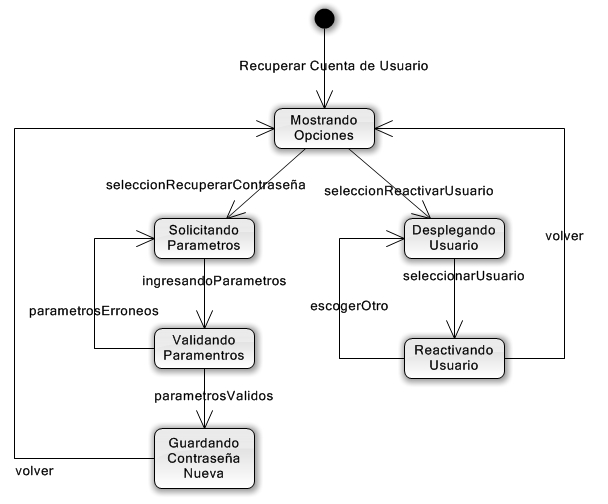 Recuperar Cuenta de Usuario
Mostrando
Opciones
seleccionRecuperarContraseña
seleccionReactivarUsuario
Solicitando
Parametros
Desplegando
Usuario
volver
ingresandoParametros
seleccionarUsuario
parametrosErroneos
escogerOtro
Validando
Paramentros
Reactivando
Usuario
parametrosValidos
Guardando
Contraseña
Nueva
volver